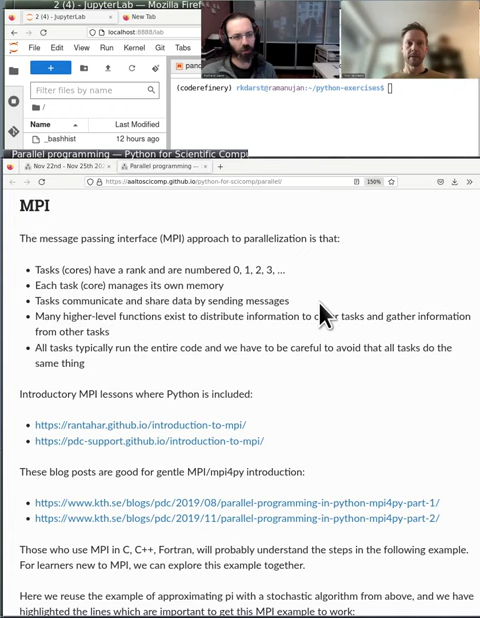 2 (4) - JupyterLab — Mozilla Firef
2 (4) - JupyterLab
New Tab
localhost:8888/lab
File Edit View Run Kernel Git Tabs
Filter files by name
/
Name
Last Modified
_bashhist
12 hours ago
(coderefinery) rkdarst@ramanujan:~/python-exercises$
Parallel programming — Python for Scientific Comp
Nov 22nd - Nov 25th 202
Parallel programming —
https://aaltoscicomp.github.io/python-for-scicomp/parallel/
150%
MPI
The message passing interface (MPI) approach to parallelization is that:
• Tasks (cores) have a rank and are numbered 0, 1, 2, 3, ...
• Each task (core) manages its own memory
• Tasks communicate and share data by sending messages
• Many higher-level functions exist to distribute information to other tasks and gather information
from other tasks
• All tasks typically run the entire code and we have to be careful to avoid that all tasks do the
same thing
Introductory MPI lessons where Python is included:
• https://rantahar.github.io/introduction-to-mpi/
• https://pdc-support.github.io/introduction-to-mpi/
These blog posts are good for gentle MPI/mpi4py introduction:
• https://www.kth.se/blogs/pdc/2019/08/parallel-programming-in-python-mpi4py-part-1/
• https://www.kth.se/blogs/pdc/2019/11/parallel-programming-in-python-mpi4py-part-2/
Those who use MPI in C, C++, Fortran, will probably understand the steps in the following example.
For learners new to MPI, we can explore this example together.
Here we reuse the example of approximating pi with a stochastic algorithm from above, and we have
highlighted the lines which are important to get this MPI example to work: